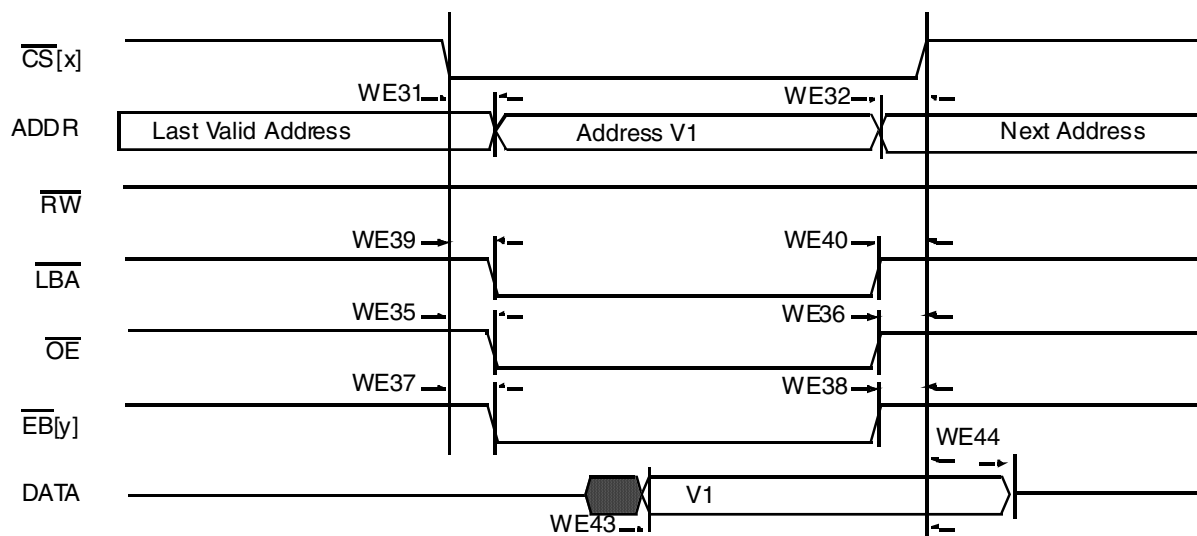 CS[x]
WE31
WE32
ADDR
Last Valid Address
Address V1
Next Address
RW
WE39
WE40
LBA
WE35
WE36
OE
WE37
WE38
EB[y]
WE44
DATA
V1
WE43